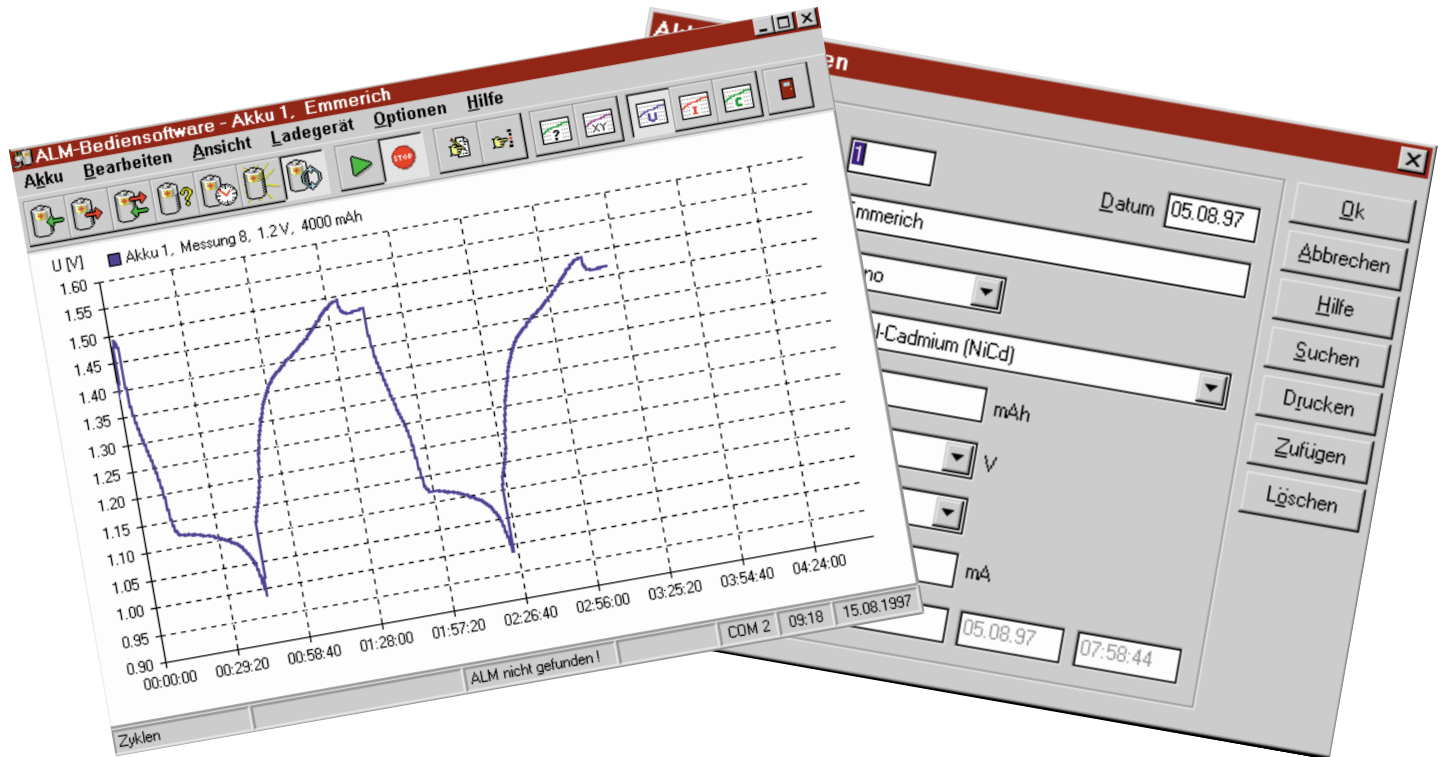 ALM-Bediensoftware - Akku 1, Emmerich
Akku Bearbeiten Ansicht Ladegerät Optionen Hilfe
STOP
? XY U I C
U [V] Akku 1, Messung 8, 1.2 V, 4000 mAh
1.60
1.55
1.50
1.45
1.40
1.35
1.30
1.25
1.20
1.15
1.10
1.05
1.00
0.95
0.90
00:00:00 00:29:20 00:58:40 01:28:00 01:57:20 02:26:40 02:56:00 03:25:20 03:54:40 04:24:00
Zyklen
ALM nicht gefunden !
COM 2 09:18 15.08.1997
en
1
Datum 05.08.97
Emmerich
no
l-Cadmium (NiCd)
mAh
V
mA
05.08.97 07:58:44
Ok
Abbrechen
Hilfe
Suchen
Drucken
Zufügen
Löschen